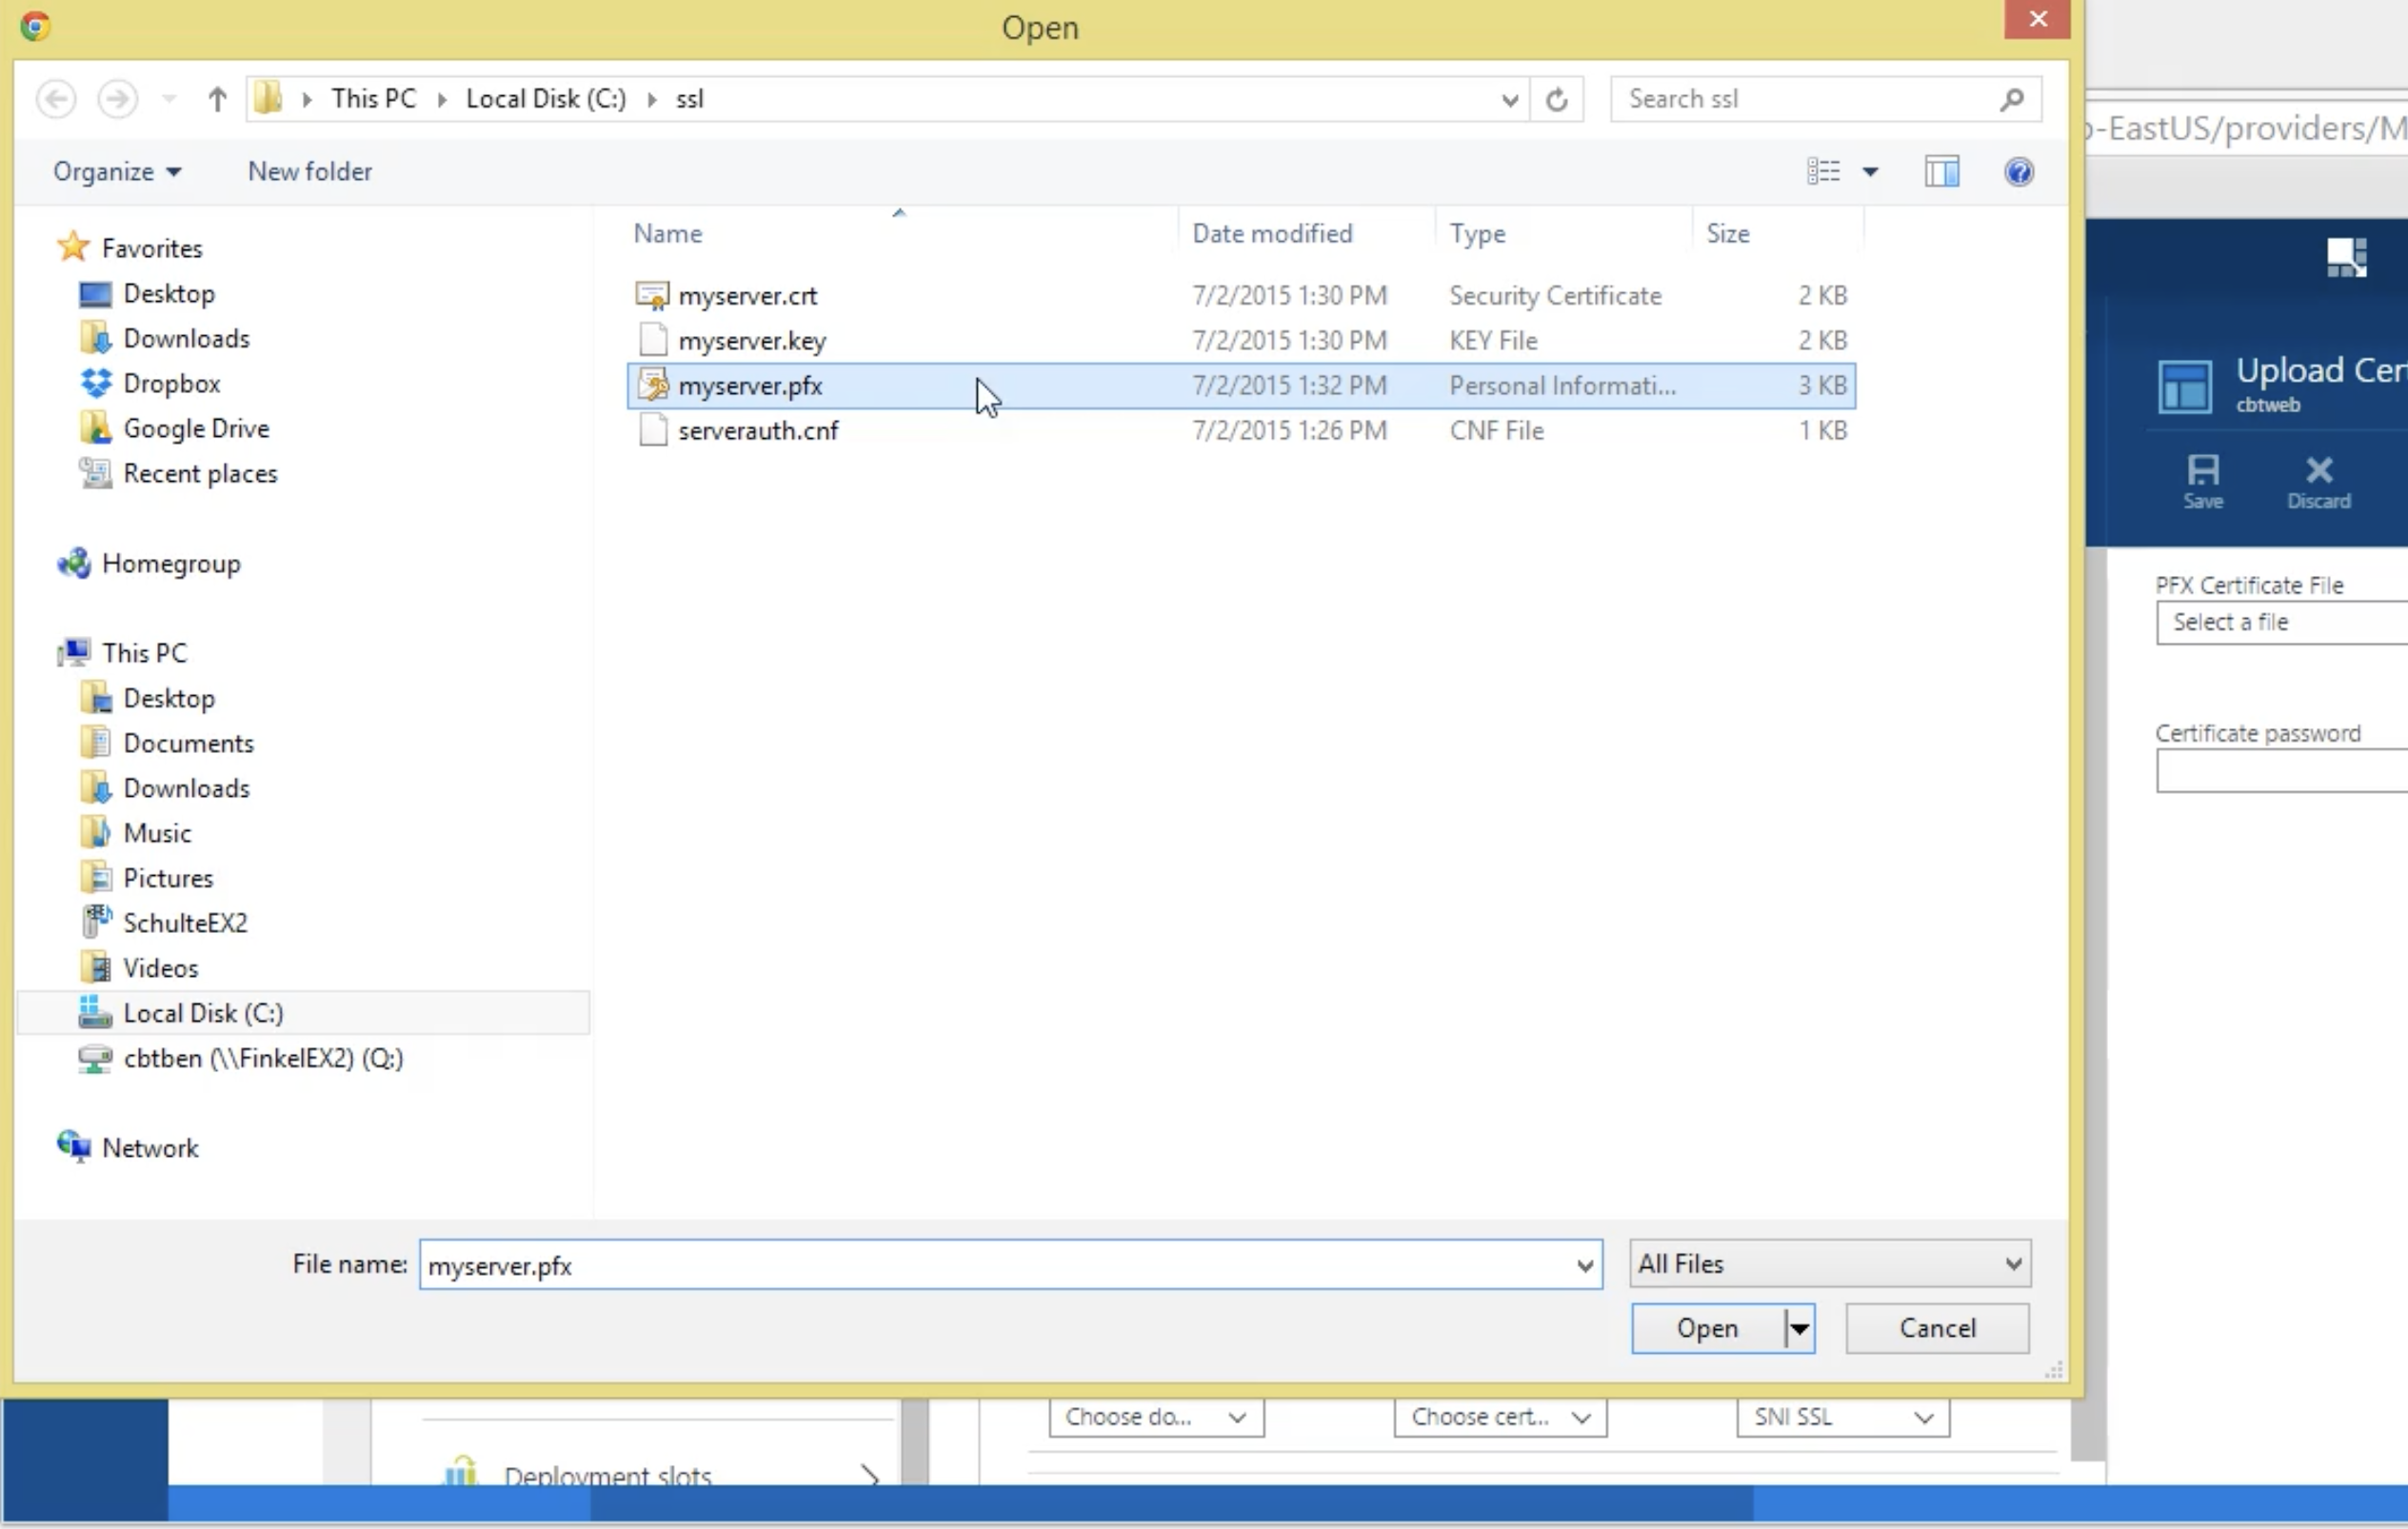 Open
This PC
Local Disk (C:)
ssl
Search ssl
-EastUS/providers/M
Organize
New folder
Name
Date modified
Type
Size
myserver.crt 7/2/2015 1:30 PM Security Certificate 2 KB
myserver.key 7/2/2015 1:30 PM KEY File 2 KB
myserver.pfx 7/2/2015 1:32 PM Personal Informati... 3 KB
serverauth.cnf 7/2/2015 1:26 PM CNF File 1 KB
Favorites
Desktop
Downloads
Dropbox
Google Drive
Recent places
Homegroup
This PC
Desktop
Documents
Downloads
Music
Pictures
SchulteEX2
Videos
Local Disk (C:)
cbtben (\\FinkelEX2) (Q:)
Network
File name: myserver.pfx
All Files
Open
Cancel
Upload Cer
cbtweb
Save
Discard
PFX Certificate File
Select a file
Certificate password
Choose do...
Choose cert...
SNI SSL
Deployment slots